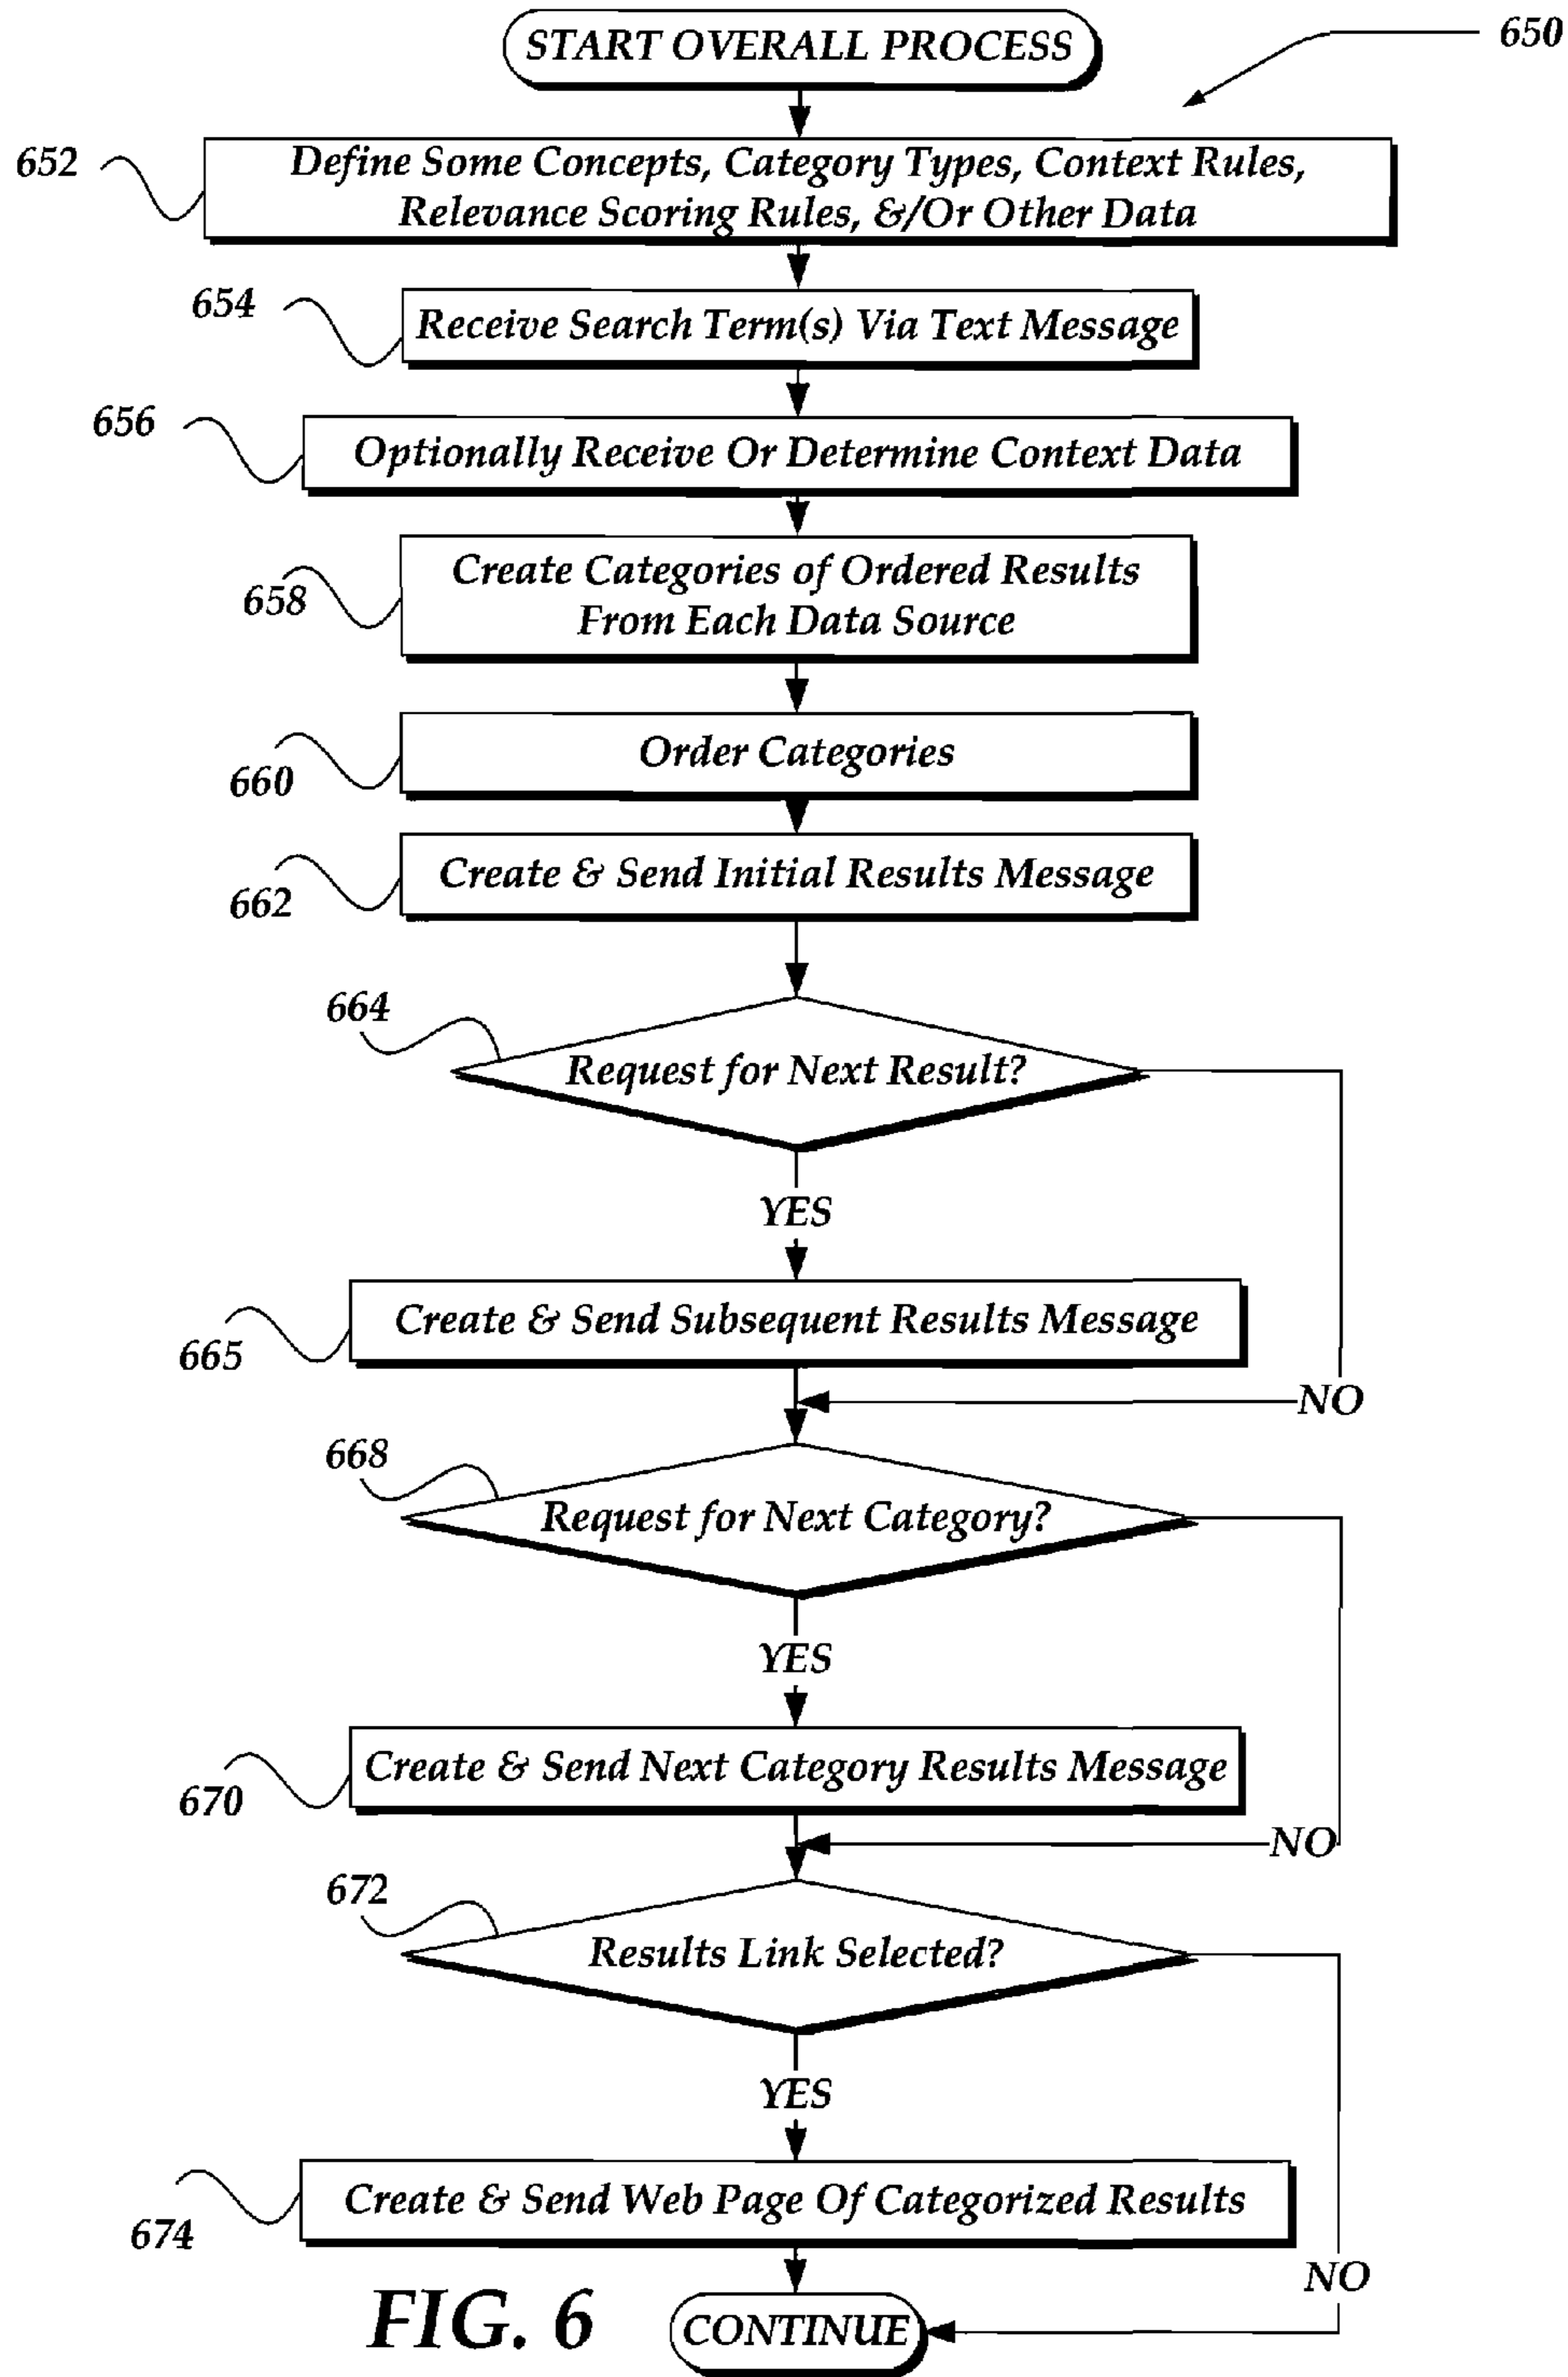 START OVERALL PROCESS
650
652
Define Some Concepts, Category Types, Context Rules,
Relevance Scoring Rules, &/Or Other Data
654
Receive Search Term(s) Via Text Message
656
Optionally Receive Or Determine Context Data
658
Create Categories of Ordered Results
From Each Data Source
660
Order Categories
662
Create & Send Initial Results Message
664
Request for Next Result?
YES
665
Create & Send Subsequent Results Message
NO
668
Request for Next Category?
YES
670
Create & Send Next Category Results Message
NO
672
Results Link Selected?
YES
674
Create & Send Web Page Of Categorized Results
NO
FIG. 6
CONTINUE